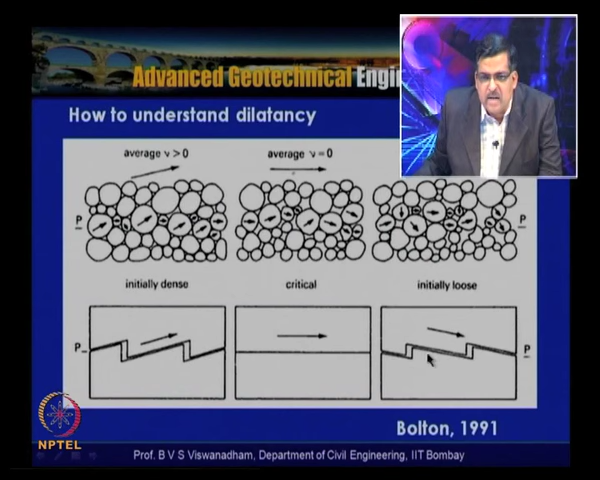 Advanced Geotechnical Engi
How to understand dilatancy
average ν > 0
average ν = 0
P
P
initially dense
critical
initially loose
P
P
Bolton, 1991
NPTEL
Prof. B V S Viswanadham, Department of Civil Engineering, IIT Bombay